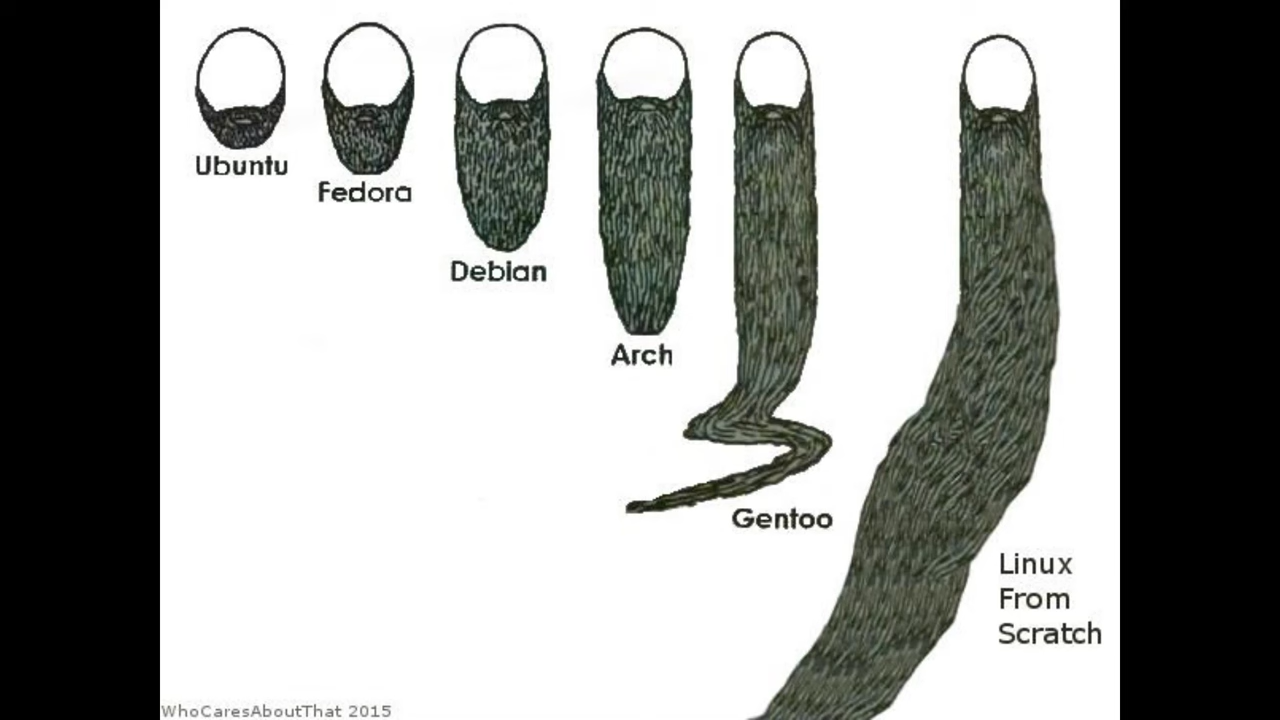 Ubuntu
Fedora
Debian
Arch
Gentoo
Linux
From
Scratch
WhoCaresAboutThat 2015